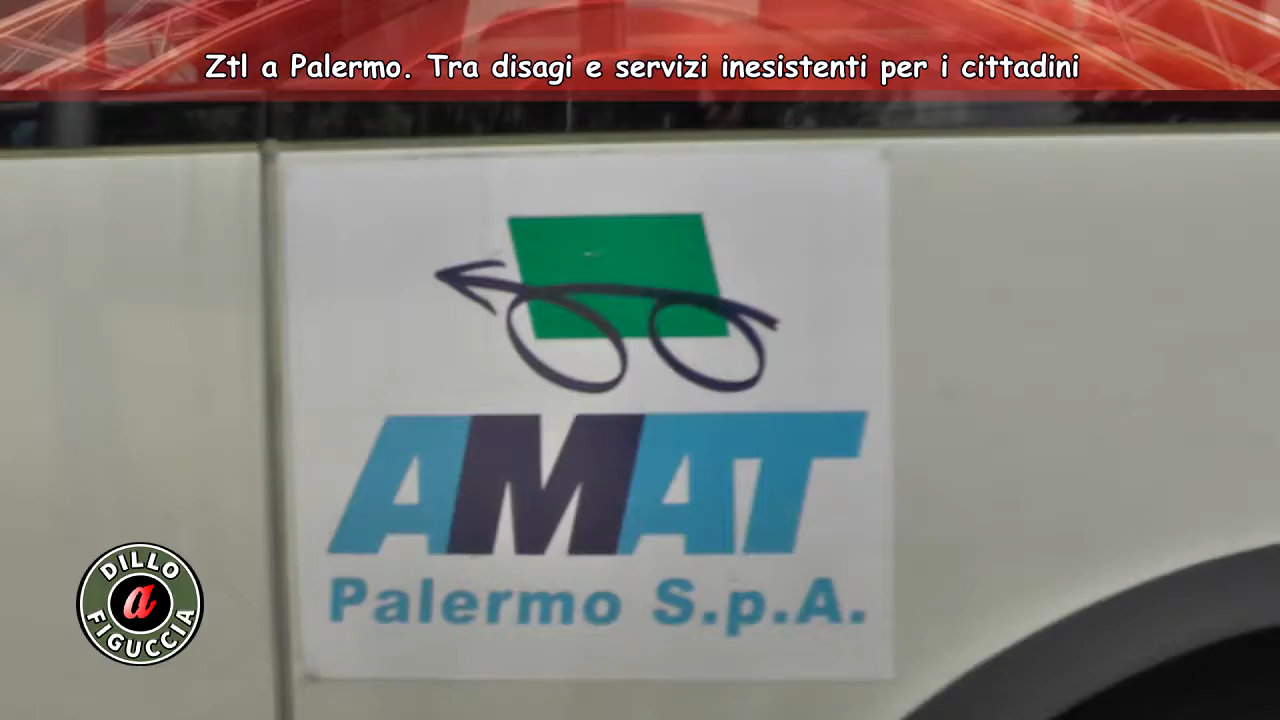 Ztl a Palermo. Tra disagi e servizi inesistenti per i cittadini
AMAT
Palermo S.p.A.
DILLO
a
FIGUCCIA